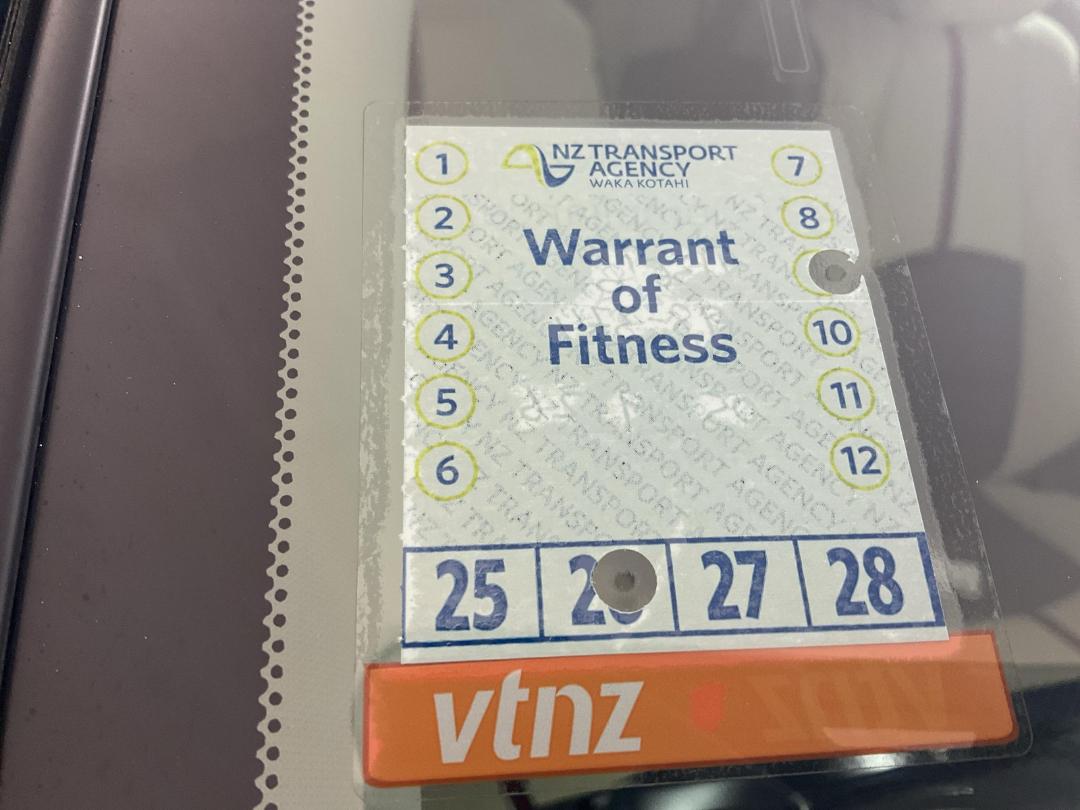 NZ TRANSPORT
AGENCY
WAKA KOTAHI
Warrant
of
Fitness
1
2
3
4
5
6
7
8
10
11
12
25
27
28
vtnz